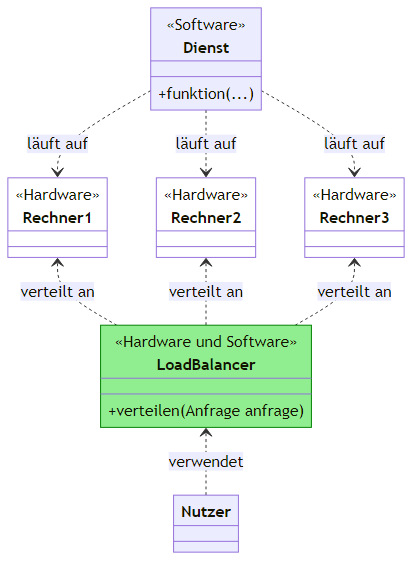 «Software»
Dienst
+funktion(...)
läuft auf
läuft auf
läuft auf
«Hardware»
Rechner1
«Hardware»
Rechner2
«Hardware»
Rechner3
verteilt an
verteilt an
verteilt an
«Hardware und Software»
LoadBalancer
+verteilen(Anfrage anfrage)
verwendet
Nutzer